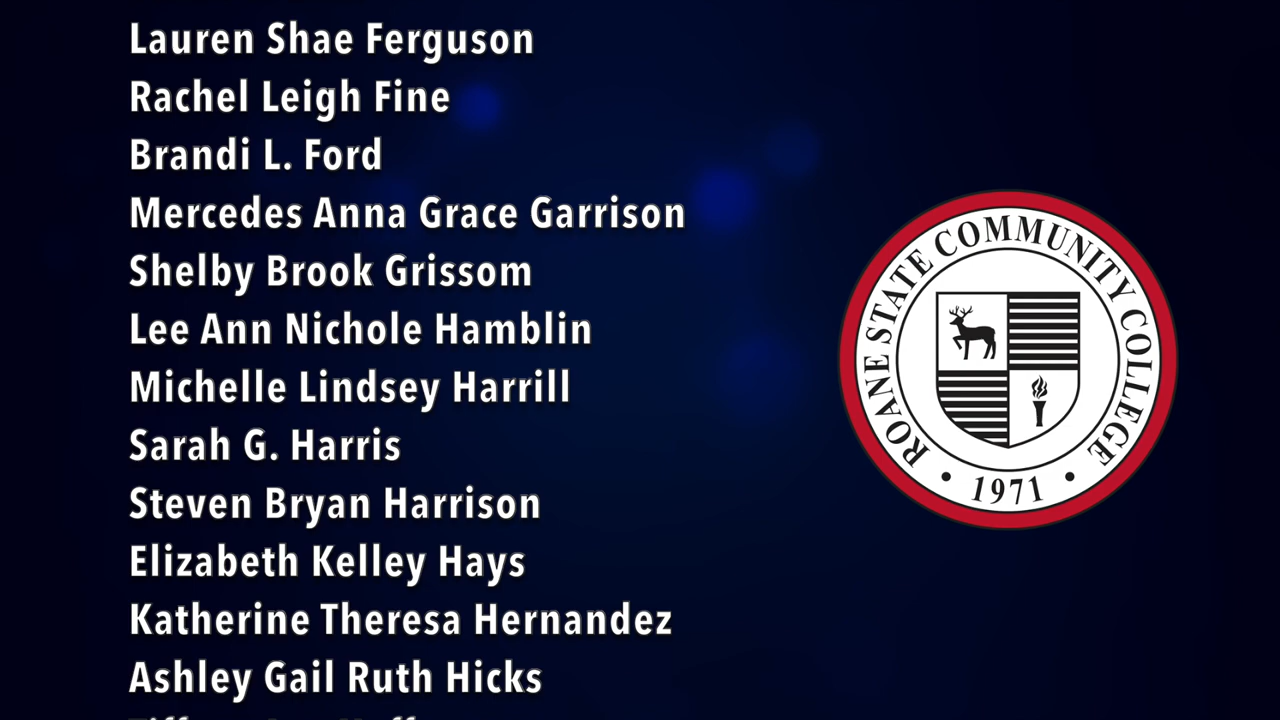 Lauren Shae Ferguson
Rachel Leigh Fine
Brandi L. Ford
Mercedes Anna Grace Garrison
Shelby Brook Grissom
Lee Ann Nichole Hamblin
Michelle Lindsey Harrill
Sarah G. Harris
Steven Bryan Harrison
Elizabeth Kelley Hays
Katherine Theresa Hernandez
Ashley Gail Ruth Hicks
ROANE STATE COMMUNITY COLLEGE
• 1971 •